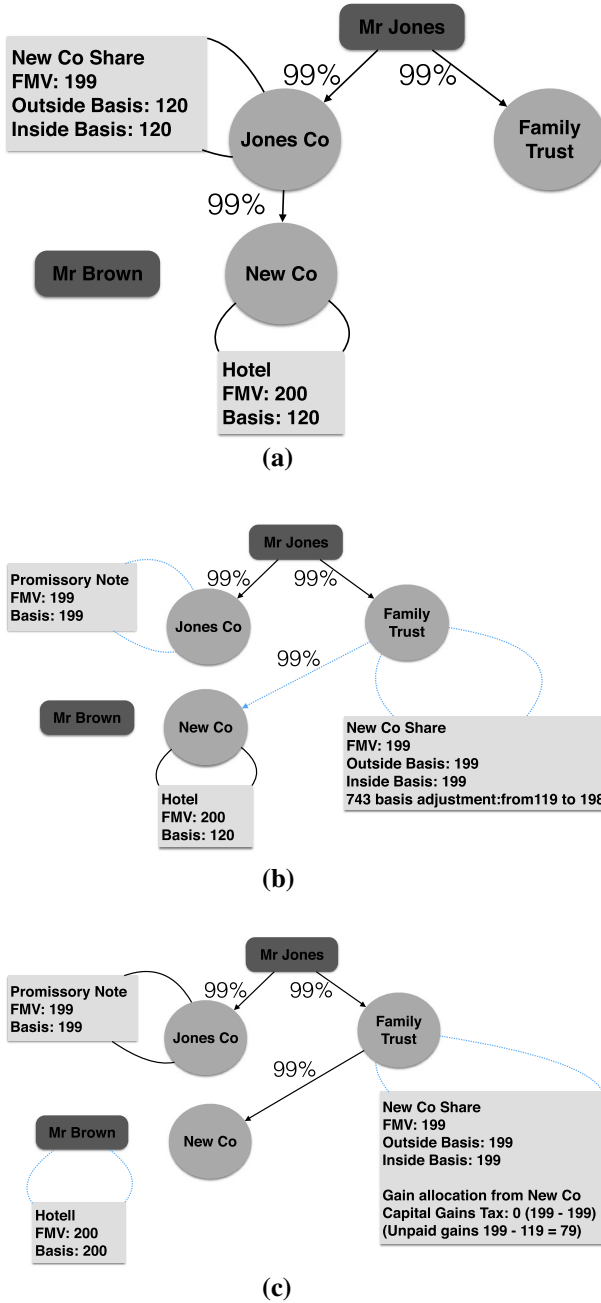 Mr Jones
99%
99%
New Co Share
FMV: 199
Outside Basis: 120
Inside Basis: 120
Jones Co
Family
Trust
99%
Mr Brown
New Co
Hotel
FMV: 200
Basis: 120
(a)
Mr Jones
99%
99%
Promissory Note
FMV: 199
Basis: 199
Jones Co
Family
Trust
99%
Mr Brown
New Co
New Co Share
FMV: 199
Outside Basis: 199
Inside Basis: 199
743 basis adjustment:from119 to 198
Hotel
FMV: 200
Basis: 120
(b)
Mr Jones
99%
99%
Promissory Note
FMV: 199
Basis: 199
Jones Co
Family
Trust
99%
Mr Brown
New Co
New Co Share
FMV: 199
Outside Basis: 199
Inside Basis: 199
Gain allocation from New Co
Capital Gains Tax: 0 (199 - 199)
(Unpaid gains 199 - 119 = 79)
Hotell
FMV: 200
Basis: 200
(c)